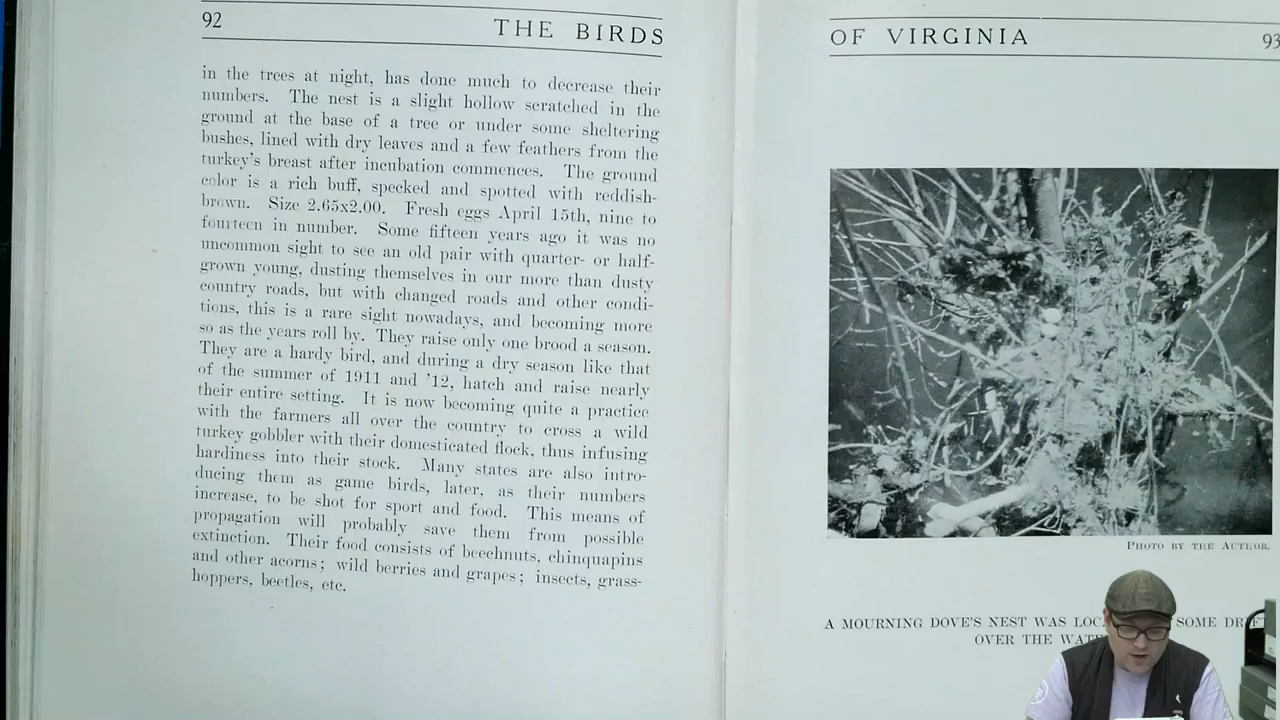 92
THE BIRDS
in the trees at night, has done much to decrease their
numbers. The nest is a slight hollow scratched in the
ground at the base of a tree or under some sheltering
bushes, lined with dry leaves and a few feathers from the
turkey's breast after incubation commences. The ground
color is a rich buff, specked and spotted with reddish-
brown. Size 2.65x2.00. Fresh eggs April 15th, nine to
fourteen in number. Some fifteen years ago it was no
uncommon sight to see an old pair with quarter- or half-
grown young, dusting themselves in our more than dusty
country roads, but with changed roads and other condi-
tions, this is a rare sight nowadays, and becoming more
so as the years roll by. They raise only one brood a season.
They are a hardy bird, and during a dry season like that
of the summer of 1911 and '12, hatch and raise nearly
their entire setting. It is now becoming quite a practice
with the farmers all over the country to cross a wild
turkey gobbler with their domesticated flock, thus infusing
hardiness into their stock. Many states are also intro-
ducing them as game birds, later, as their numbers
increase, to be shot for sport and food. This means of
propagation will probably save them from possible
extinction. Their food consists of beechnuts, chinquapins
and other acorns; wild berries and grapes; insects, grass-
hoppers, beetles, etc.
OF VIRGINIA
93
PHOTO BY THE AUTHOR.
A MOURNING DOVE'S NEST WAS SOME
OVER THE